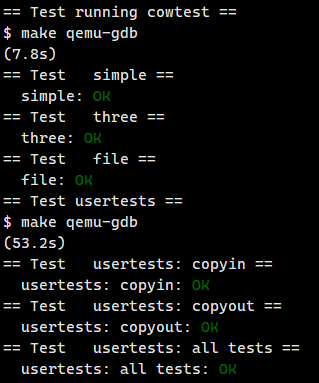 == Test running cowtest ==
$ make qemu-gdb
(7.8s)
== Test   simple ==
  simple: OK
== Test   three ==
  three: OK
== Test   file ==
  file: OK
== Test usertests ==
$ make qemu-gdb
(53.2s)
== Test   usertests: copyin ==
  usertests: copyin: OK
== Test   usertests: copyout ==
  usertests: copyout: OK
== Test   usertests: all tests ==
  usertests: all tests: OK